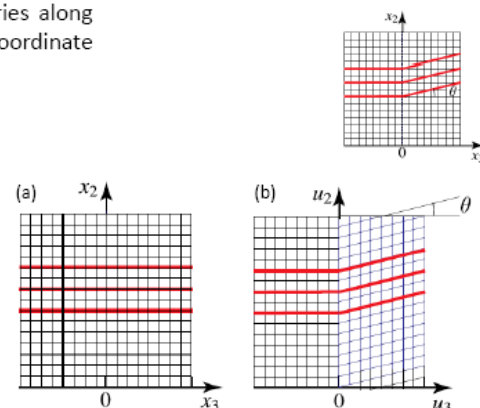 ries along
oordinate
x₂
θ
0
(a)
x₂
(b)
u₂
θ
0
x₃
0
u₃